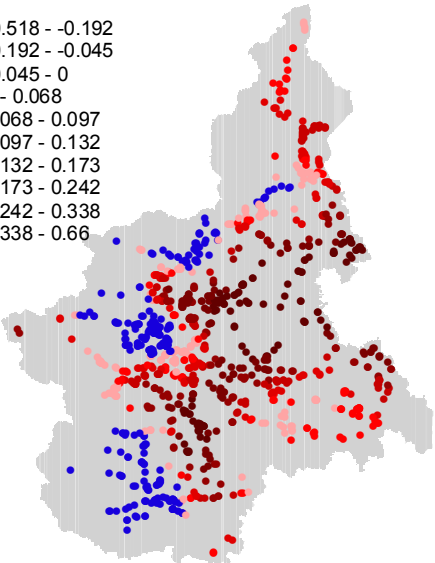 .518 - -0.192
.192 - -0.045
.045 - 0
- 0.068
068 - 0.097
097 - 0.132
132 - 0.173
173 - 0.242
242 - 0.338
338 - 0.66